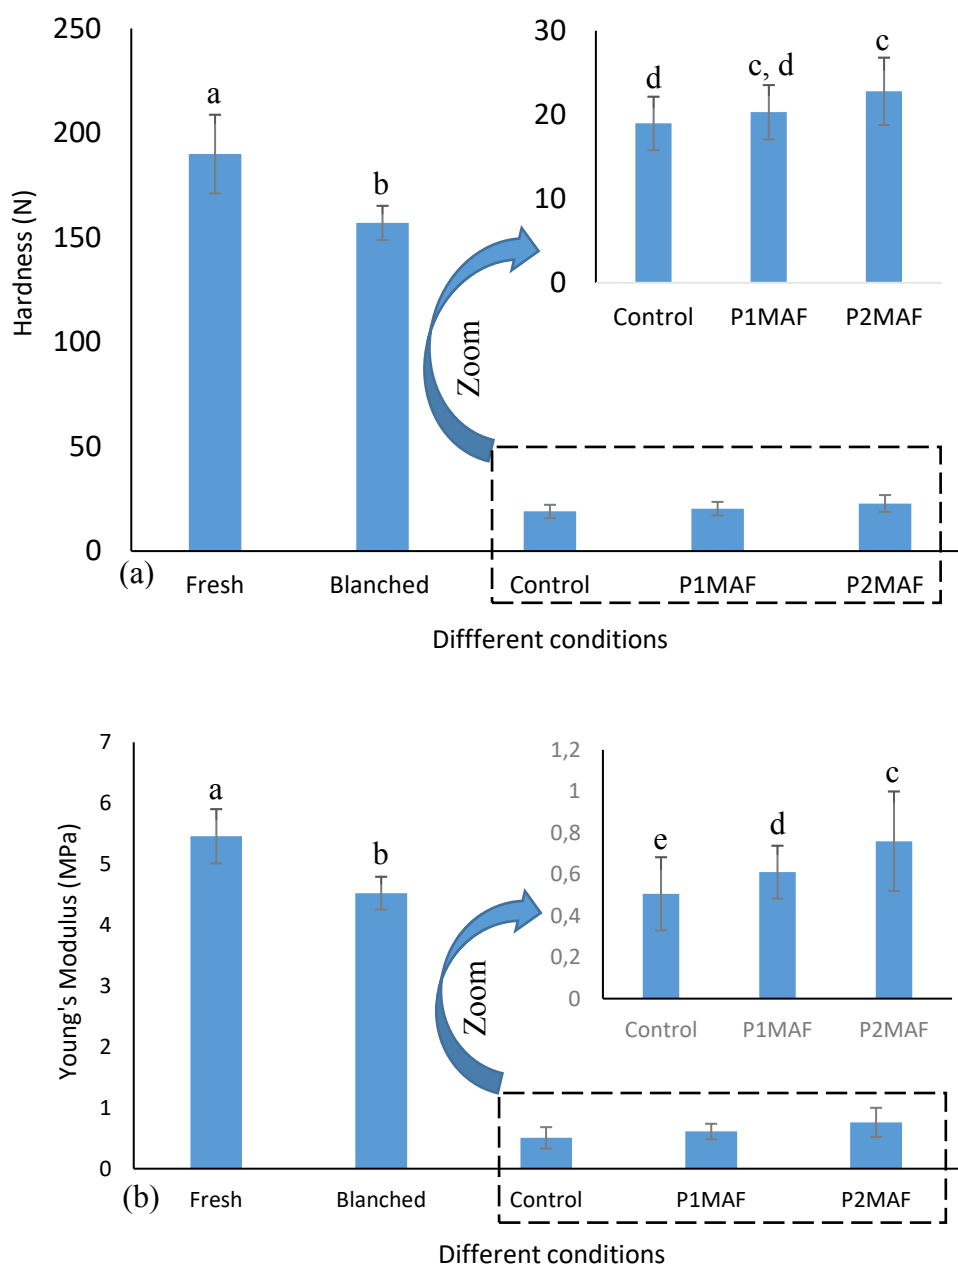 250
200
150
100
50
0
Hardness (N)
a
b
30
20
10
0
d
c, d
c
Control P1MAF P2MAF
Zoom
(a)
Fresh Blanched Control P1MAF P2MAF
Diffferent conditions
7
6
5
4
3
2
1
0
Young's Modulus (MPa)
a
b
1,2
1
0,8
0,6
0,4
0,2
0
e
d
c
Control P1MAF P2MAF
Zoom
(b)
Fresh Blanched Control P1MAF P2MAF
Different conditions